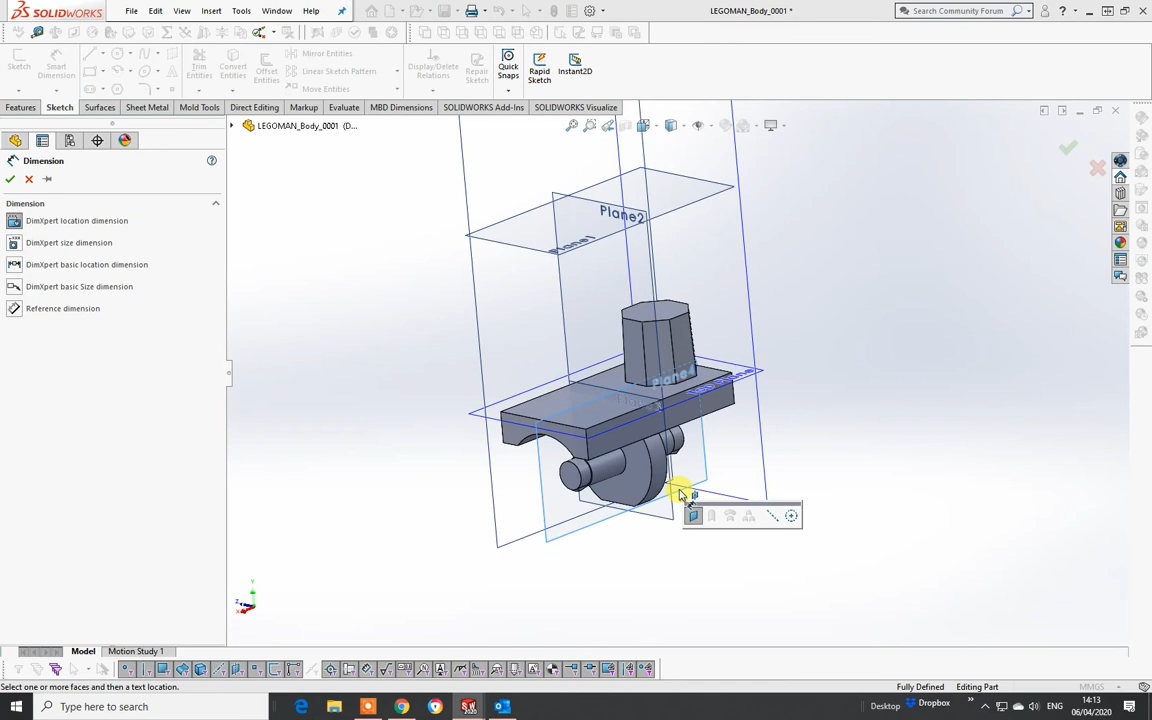 SOLIDWORKS File Edit View Insert Tools Window Help LEGOMAN_Body_0001 * Search Community Forum
Sketch Smart Dimension Trim Entities Convert Entities Offset Entities Mirror Entities Linear Sketch Pattern Move Entities Display/Delete Relations Repair Sketch Quick Snaps Rapid Sketch Instant2D
Features Sketch Surfaces Sheet Metal Mold Tools Direct Editing Markup Evaluate MBD Dimensions SOLIDWORKS Add-Ins SOLIDWORKS Visualize
LEGOMAN_Body_0001 (D...
Dimension
Dimension
DimXpert location dimension
DimXpert size dimension
DimXpert basic location dimension
DimXpert basic Size dimension
Reference dimension
Plane2
Plane1
Plane4
Y
Z
X
Model Motion Study 1
Select one or more faces and then a text location. Fully Defined Editing Part MMGS
Type here to search Desktop Dropbox ENG 14:13
06/04/2020